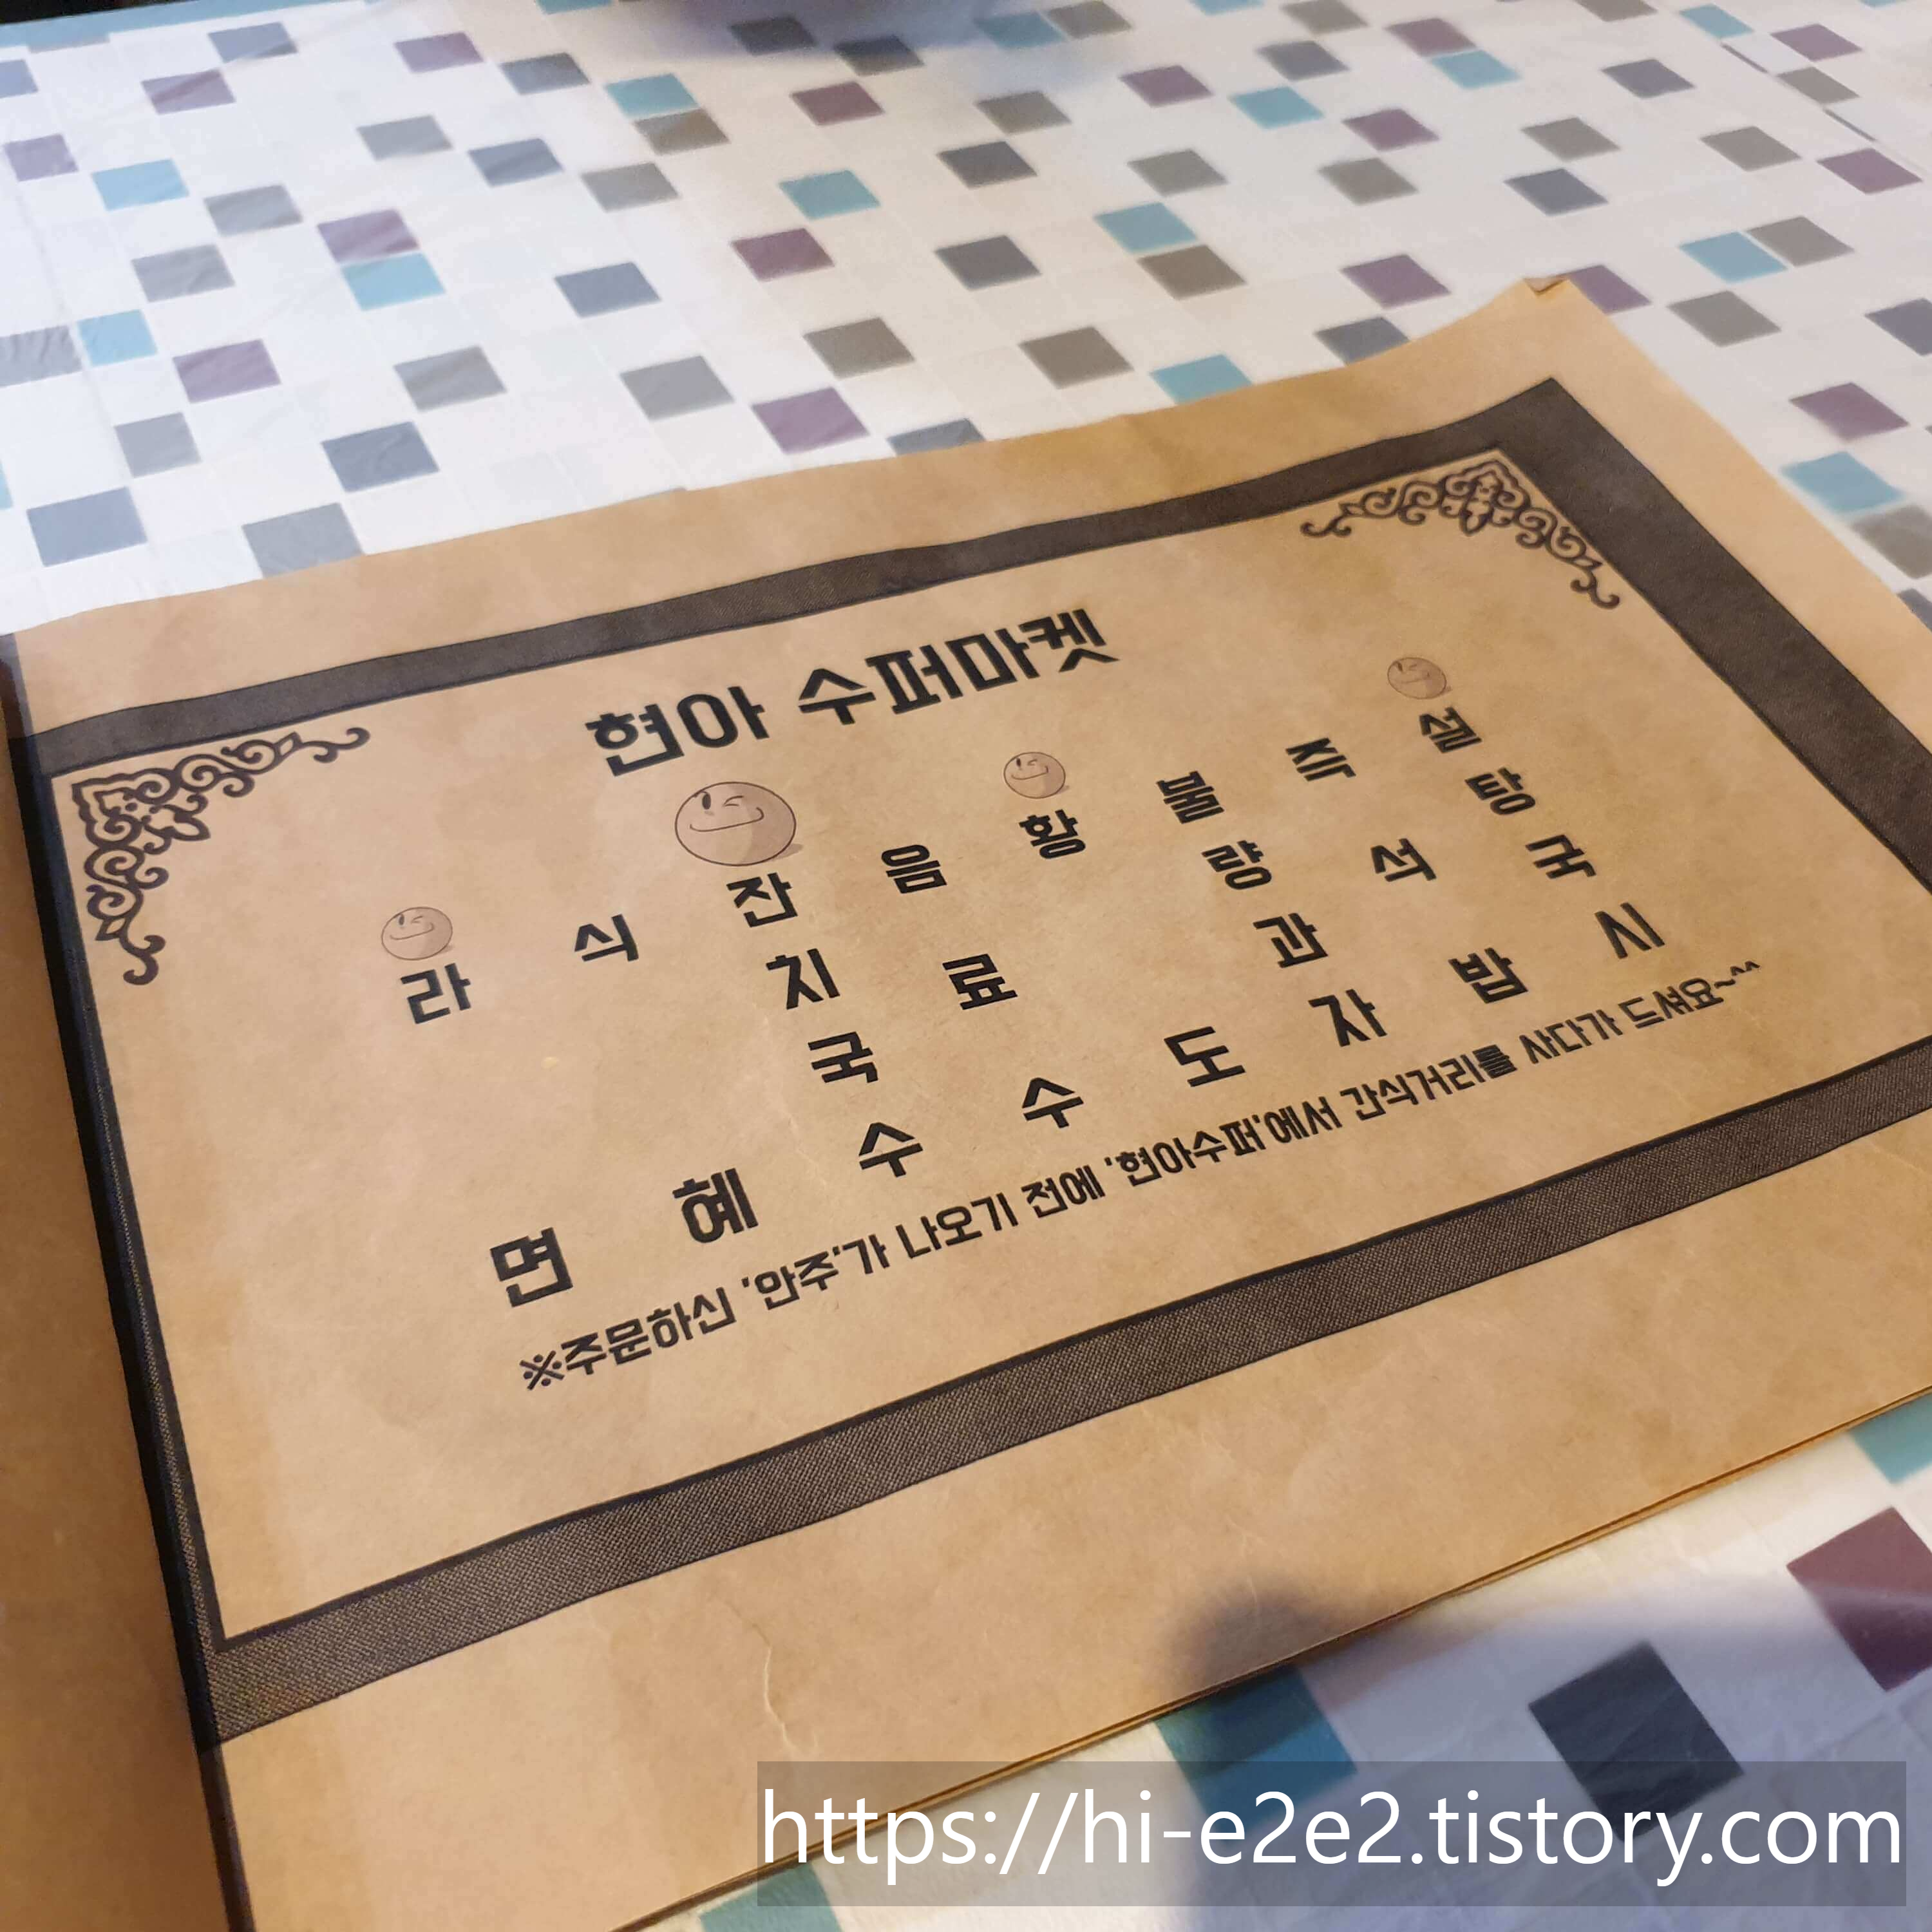 현아 수퍼마켓
라면
식혜
잔치국수
음료수
황도
불량과자
즉석밥
설탕국시
※주문하신 '안주'가 나오기 전에 '현아수퍼'에서 간식거리를 사다가 드셔요~^^
https://hi-e2e2.tistory.com